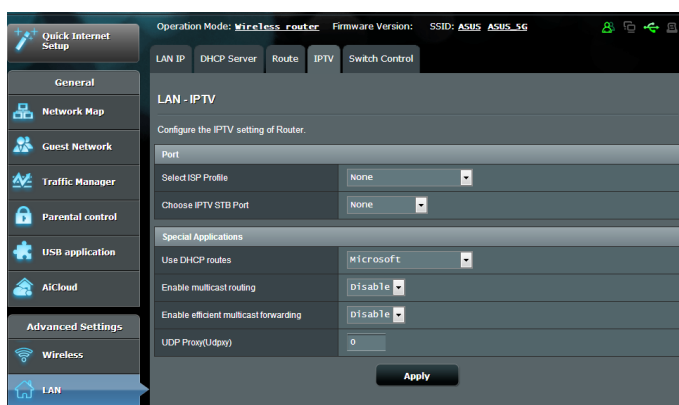 Quick Internet
Setup
Operation Mode: Wireless router Firmware Version: SSID: ASUS ASUS_5G
LAN IP DHCP Server Route IPTV Switch Control
General
Network Map
Guest Network
Traffic Manager
Parental control
USB application
AiCloud
Advanced Settings
Wireless
LAN
LAN - IPTV
Configure the IPTV setting of Router.
Port
Select ISP Profile None
Choose IPTV STB Port None
Special Applications
Use DHCP routes Microsoft
Enable multicast routing Disable
Enable efficient multicast forwarding Disable
UDP Proxy(Udpxy) 0
Apply